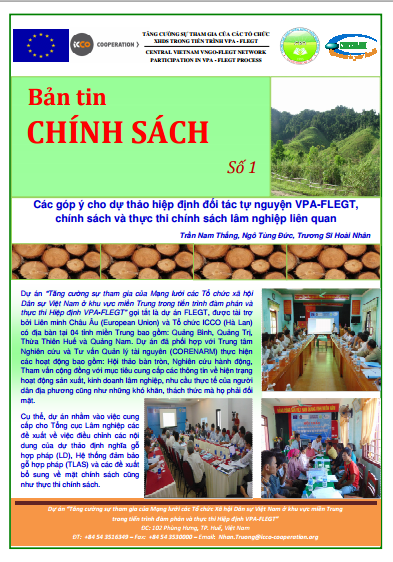 ICCO COOPERATION
TĂNG CƯỜNG SỰ THAM GIA CỦA CÁC TỔ CHỨC
XHDS TRONG TIẾN TRÌNH VPA - FLEGT
CENTRAL VIETNAM VNGO-FLEGT NETWORK
PARTICIPATION IN VPA - FLEGT PROCESS
Bản tin
CHÍNH SÁCH
Số 1
Các góp ý cho dự thảo hiệp định đối tác tự nguyện VPA-FLEGT,
chính sách và thực thi chính sách lâm nghiệp liên quan
Trần Nam Thắng, Ngô Tùng Đức, Trương Sĩ Hoài Nhân
Dự án “Tăng cường sự tham gia của Mạng lưới các Tổ chức xã hội
Dân sự Việt Nam ở khu vực miền Trung trong tiến trình đàm phán và
thực thi Hiệp định VPA-FLEGT” gọi tắt là dự án FLEGT, được tài trợ
bởi Liên minh Châu Âu (European Union) và Tổ chức ICCO (Hà Lan)
có địa bàn tại 04 tỉnh miền Trung bao gồm: Quảng Bình, Quảng Trị,
Thừa Thiên Huế và Quảng Nam. Dự án đã phối hợp với Trung tâm
Nghiên cứu và Tư vấn Quản lý tài nguyên (CORENARM) thực hiện
các hoạt động bao gồm: Hội thảo bàn tròn, Nghiên cứu hành động,
Tham vấn cộng đồng với mục tiêu cung cấp các thông tin về hiện trạng
hoạt động sản xuất, kinh doanh lâm nghiệp, nhu cầu thực tế của người
dân địa phương cũng như những khó khăn, thách thức mà họ phải đối
mặt.
Cụ thể, dự án nhằm vào việc cung
cấp cho Tổng cục Lâm nghiệp các
đề xuất về việc điều chỉnh các nội
dung của dự thảo định nghĩa gỗ
hợp pháp (LD), Hệ thống đảm bảo
gỗ hợp pháp (TLAS) và các đề xuất
bổ sung về mặt chính sách cũng
như thực thi chính sách.
Dự án “Tăng cường sự tham gia của Mạng lưới các Tổ chức Xã hội Dân sự Việt Nam ở khu vực miền Trung
trong tiến trình đàm phán và thực thi Hiệp định VPA-FLEGT”
ĐC: 102 Phùng Hưng, TP. Huế, Việt Nam
ĐT: +84 54 3516349 – Fax: +84 54 3530000 – Email: Nhan.Truong@icco-cooperation.org